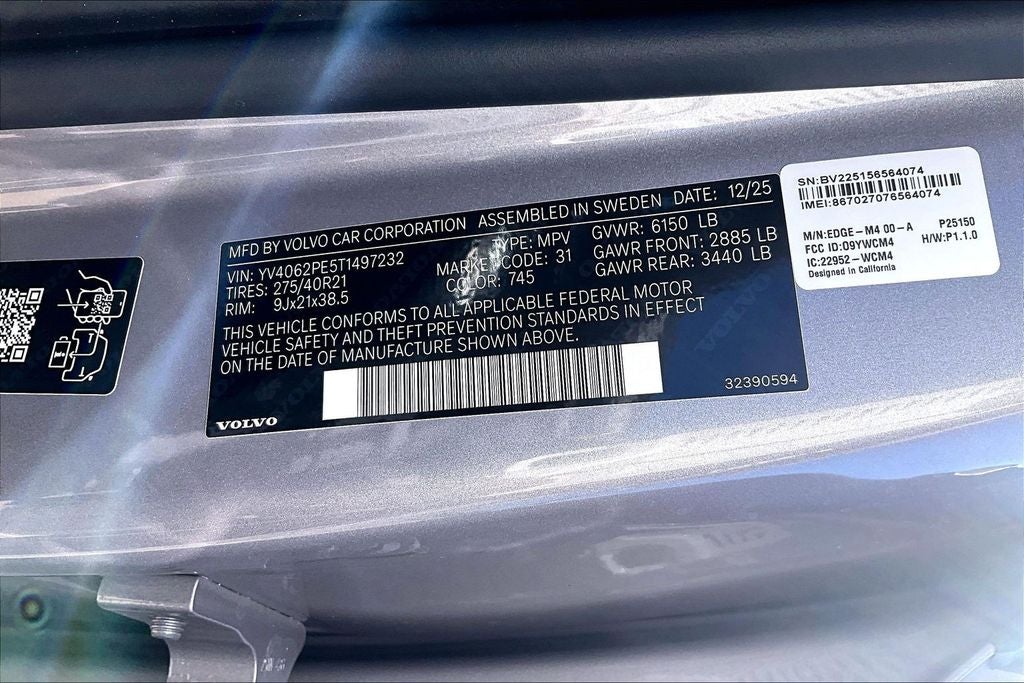 MFD BY VOLVO CAR CORPORATION ASSEMBLED IN SWEDEN DATE: 12/25
VIN: YV4062PE5T1497232 TYPE: MPV GVWR: 6150 LB
TIRES: 275/40R21 MARKET CODE: 31 GAWR FRONT: 2885 LB
RIM: 9Jx21x38.5 COLOR: 745 GAWR REAR: 3440 LB
THIS VEHICLE CONFORMS TO ALL APPLICABLE FEDERAL MOTOR
VEHICLE SAFETY AND THEFT PREVENTION STANDARDS IN EFFECT
ON THE DATE OF MANUFACTURE SHOWN ABOVE.
VOLVO
32390594
SN:BV225156564074
IMEI:867027076564074
M/N:EDGE-M4 00-A P25150
FCC ID:09YWCM4 H/W:P1.1.0
IC:22952-WCM4
Designed in California